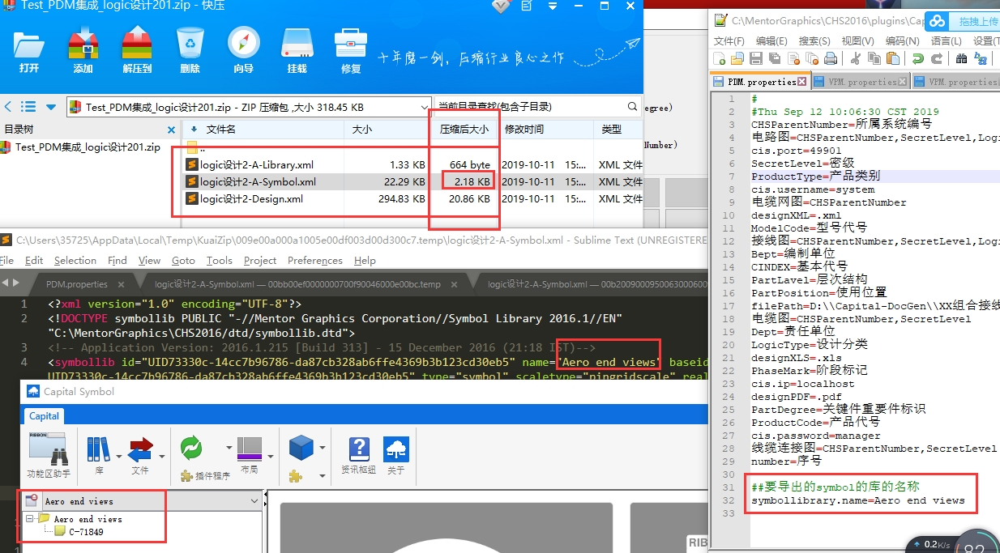 Test_PDM集成_logic设计201.zip - 快压
打开
添加
解压到
删除
向导
挂载
修复
十年磨一剑,压缩行业良心之作
Test_PDM集成_logic设计201.zip - ZIP 压缩包 ,大小 318.45 KB
当前目录查找(包含子目录)
目录树
文件名
大小
压缩后大小
修改时间
类型
Test_PDM集成_logic设计201.zip
..
logic设计2-A-Library.xml 1.33 KB 664 byte 2019-10-11 15:... XML 文件
logic设计2-A-Symbol.xml 22.29 KB 2.18 KB 2019-10-11 15:... XML 文件
logic设计2-Design.xml 294.83 KB 20.86 KB 2019-10-11 15:... XML 文件
egree)
Number)
C:\Users\35725\AppData\Local\Temp\KuaiZip\009e00a000a1005e00df003d00d300c7.temp\logic设计2-A-Symbol.xml - Sublime Text (UNREGISTERE
File Edit Selection Find View Goto Tools Project Preferences Help
PDM.properties
logic设计2-A-Symbol.xml — 00bb00ef0000000700f90046000e00bc.temp
logic设计2-A-Symbol.xml — 00b2009000950063000600
1 <?xml version="1.0" encoding="UTF-8"?>
2 <!DOCTYPE symbollib PUBLIC "-//Mentor Graphics Corporation//Symbol Library 2016.1//EN"
"C:\MentorGraphics\CHS2016/dtd/symbollib.dtd">
3 <!-- Application Version: 2016.1.215 [Build 313] - 15 December 2016 (21:18 IST)-->
4 <symbollib id="UID73330c-14cc7b96786-da87cb328ab6ffe4369b3b123cd30eb5" name="Aero end views" baseid
UID73330c-14cc7b96786-da87cb328ab6ffe4369b3b123cd30eb5" type="symbol" scaletype="pingridscale" real
Capital Symbol
Capital
RIBBON
功能区助手
库
文件
插件程序
布局
资讯枢纽
关于
Aero end views
Aero end views
C-71849
RIB
C:\MentorGraphics\CHS2016\plugins\Cap
拖拽上传
文件(F) 编辑(E) 搜索(S) 视图(V) 编码(N) 语言(L) 设置(T
PDM.properties
VPM.properties
VPM.properties
1 #
2 #Thu Sep 12 10:06:30 CST 2019
3 CHSParentNumber=所属系统编号
4 电路图=CHSParentNumber,SecretLevel,Logi
5 cis.port=49901
6 SecretLevel=密级
7 ProductType=产品类别
8 cis.username=system
9 电缆网图=CHSParentNumber
10 designXML=.xml
11 ModelCode=型号代号
12 接线图=CHSParentNumber,SecretLevel,Logi
13 Bept=编制单位
14 CINDEX=基本代号
15 PartLavel=层次结构
16 PartPosition=使用位置
17 filePath=D:\\Capital-DocGen\\XX组合接线
18 电缆图=CHSParentNumber,SecretLevel
19 Dept=责任单位
20 LogicType=设计分类
21 designXLS=.xls
22 PhaseMark=阶段标记
23 cis.ip=localhost
24 designPDF=.pdf
25 PartDegree=关键件重要件标识
26 ProductCode=产品代号
27 cis.password=manager
28 线缆连接图=CHSParentNumber,SecretLevel
29 number=序号
30
31 ##要导出的symbol的库的名称
32 symbollibrary.name=Aero end views
33
0.2K/s
82